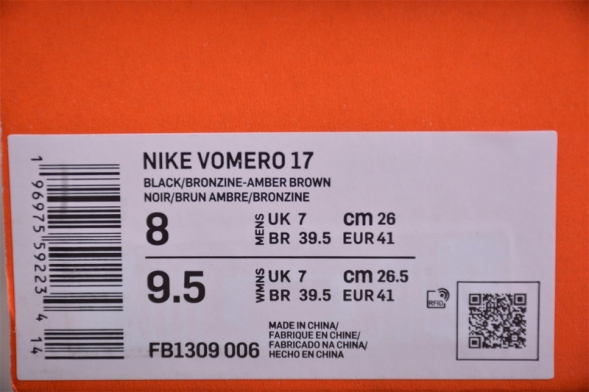 NIKE VOMERO 17
BLACK/BRONZINE-AMBER BROWN
NOIR/BRUN AMBRE/BRONZINE
8 MENS UK 7 cm 26
BR 39.5 EUR 41
9.5 WMNS UK 7 cm 26.5
BR 39.5 EUR 41
RFID
FB1309 006
MADE IN CHINA/
FABRIQUE EN CHINE/
FABRICADO NA CHINA/
HECHO EN CHINA
1 96975 59223 4 14